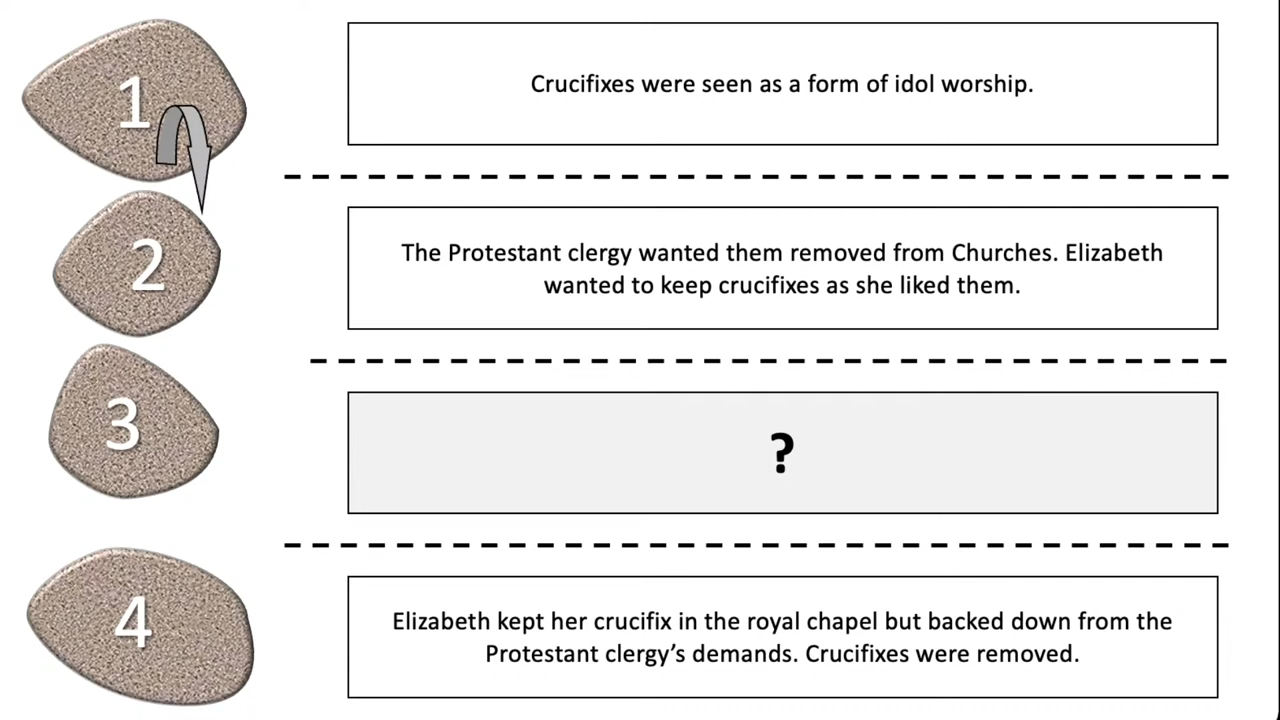 1
Crucifixes were seen as a form of idol worship.
2
The Protestant clergy wanted them removed from Churches. Elizabeth
wanted to keep crucifixes as she liked them.
3
?
4
Elizabeth kept her crucifix in the royal chapel but backed down from the
Protestant clergy’s demands. Crucifixes were removed.